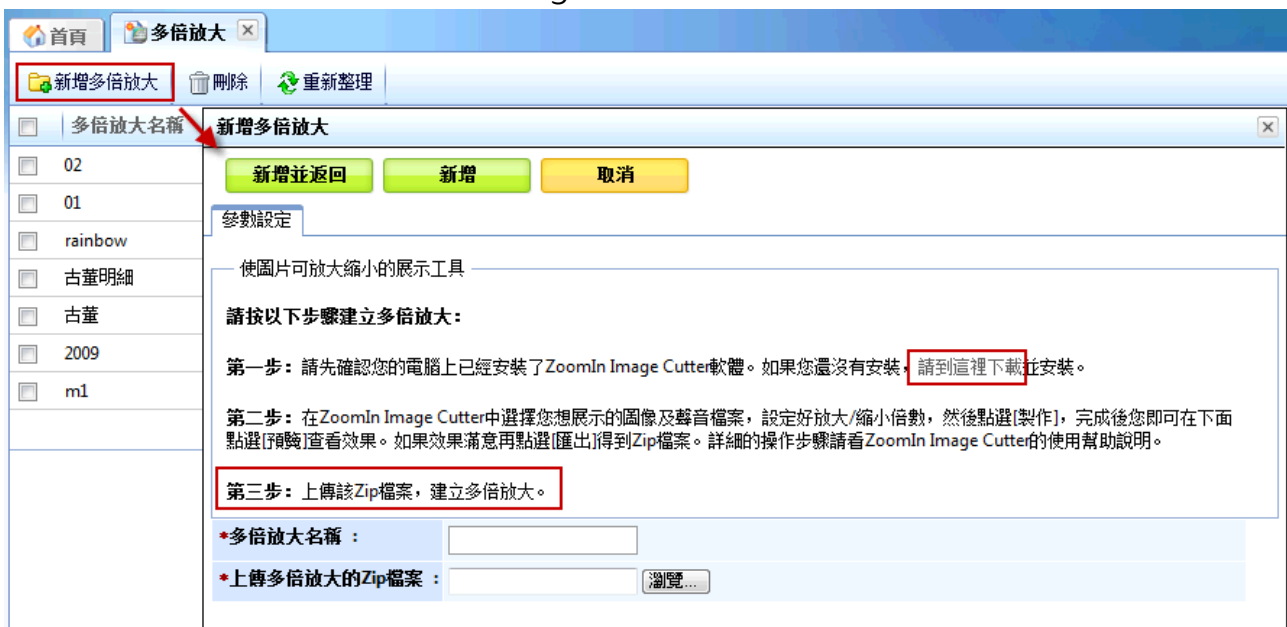 首頁
多倍放大
新增多倍放大
刪除
重新整理
多倍放大名稱
02
01
rainbow
古董明細
古董
2009
m1
新增多倍放大
新增並返回
新增
取消
參數設定
使圖片可放大縮小的展示工具
請按以下步驟建立多倍放大：
第一步：請先確認您的電腦上已經安裝了ZoomIn Image Cutter軟體。如果您還沒有安裝，請到這裡下載並安裝。
第二步：在ZoomIn Image Cutter中選擇您想展示的圖像及聲音檔案，設定好放大/縮小倍數，然後點選[製作]，完成後您即可在下面
點選[預覽]查看效果。如果效果滿意再點選[匯出]得到Zip檔案。詳細的操作步驟請看ZoomIn Image Cutter的使用幫助說明。
第三步：上傳該Zip檔案，建立多倍放大。
*多倍放大名稱：
*上傳多倍放大的Zip檔案：
瀏覽...